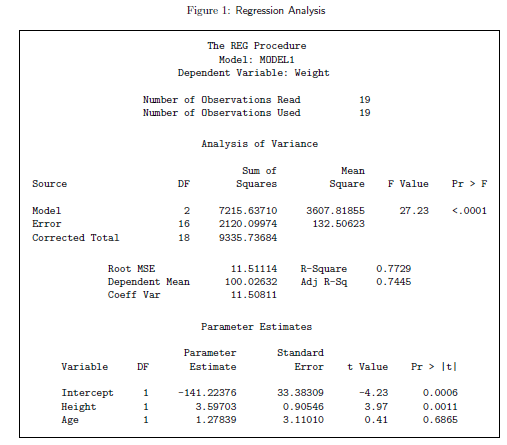 Figure 1: Regression Analysis
The REG Procedure
Model: MODEL1
Dependent Variable: Weight
Number of Observations Read 19
Number of Observations Used 19
Analysis of Variance
Sum of Mean
Source DF Squares Square F Value Pr > F
Model 2 7215.63710 3607.81855 27.23 <.0001
Error 16 2120.09974 132.50623
Corrected Total 18 9335.73684
Root MSE 11.51114 R-Square 0.7729
Dependent Mean 100.02632 Adj R-Sq 0.7445
Coeff Var 11.50811
Parameter Estimates
Parameter Standard
Variable DF Estimate Error t Value Pr > |t|
Intercept 1 -141.22376 33.38309 -4.23 0.0006
Height 1 3.59703 0.90546 3.97 0.0011
Age 1 1.27839 3.11010 0.41 0.6865